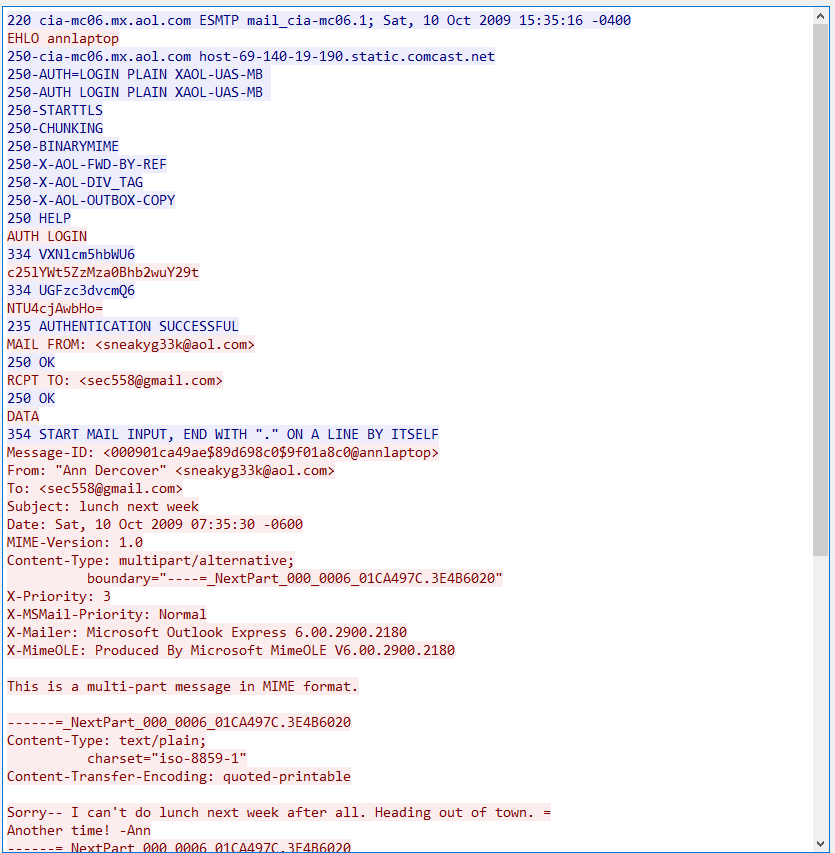 220 cia-mc06.mx.aol.com ESMTP mail_cia-mc06.1; Sat, 10 Oct 2009 15:35:16 -0400
EHLO annlaptop
250-cia-mc06.mx.aol.com host-69-140-19-190.static.comcast.net
250-AUTH=LOGIN PLAIN XAOL-UAS-MB
250-AUTH LOGIN PLAIN XAOL-UAS-MB
250-STARTTLS
250-CHUNKING
250-BINARYMIME
250-X-AOL-FWD-BY-REF
250-X-AOL-DIV_TAG
250-X-AOL-OUTBOX-COPY
250 HELP
AUTH LOGIN
334 VXNlcm5hbWU6
c25lYWt5ZzMza0Bhb2wuY29t
334 UGFzc3dvcmQ6
NTU4cjAwbHo=
235 AUTHENTICATION SUCCESSFUL
MAIL FROM: <sneakyg33k@aol.com>
250 OK
RCPT TO: <sec558@gmail.com>
250 OK
DATA
354 START MAIL INPUT, END WITH "." ON A LINE BY ITSELF
Message-ID: <000901ca49ae$89d698c0$9f01a8c0@annlaptop>
From: "Ann Dercover" <sneakyg33k@aol.com>
To: <sec558@gmail.com>
Subject: lunch next week
Date: Sat, 10 Oct 2009 07:35:30 -0600
MIME-Version: 1.0
Content-Type: multipart/alternative;
boundary="----=_NextPart_000_0006_01CA497C.3E4B6020"
X-Priority: 3
X-MSMail-Priority: Normal
X-Mailer: Microsoft Outlook Express 6.00.2900.2180
X-MimeOLE: Produced By Microsoft MimeOLE V6.00.2900.2180
This is a multi-part message in MIME format.
------=_NextPart_000_0006_01CA497C.3E4B6020
Content-Type: text/plain;
charset="iso-8859-1"
Content-Transfer-Encoding: quoted-printable
Sorry-- I can't do lunch next week after all. Heading out of town. =
Another time! -Ann
------=_NextPart_000_0006_01CA497C.3E4B6020